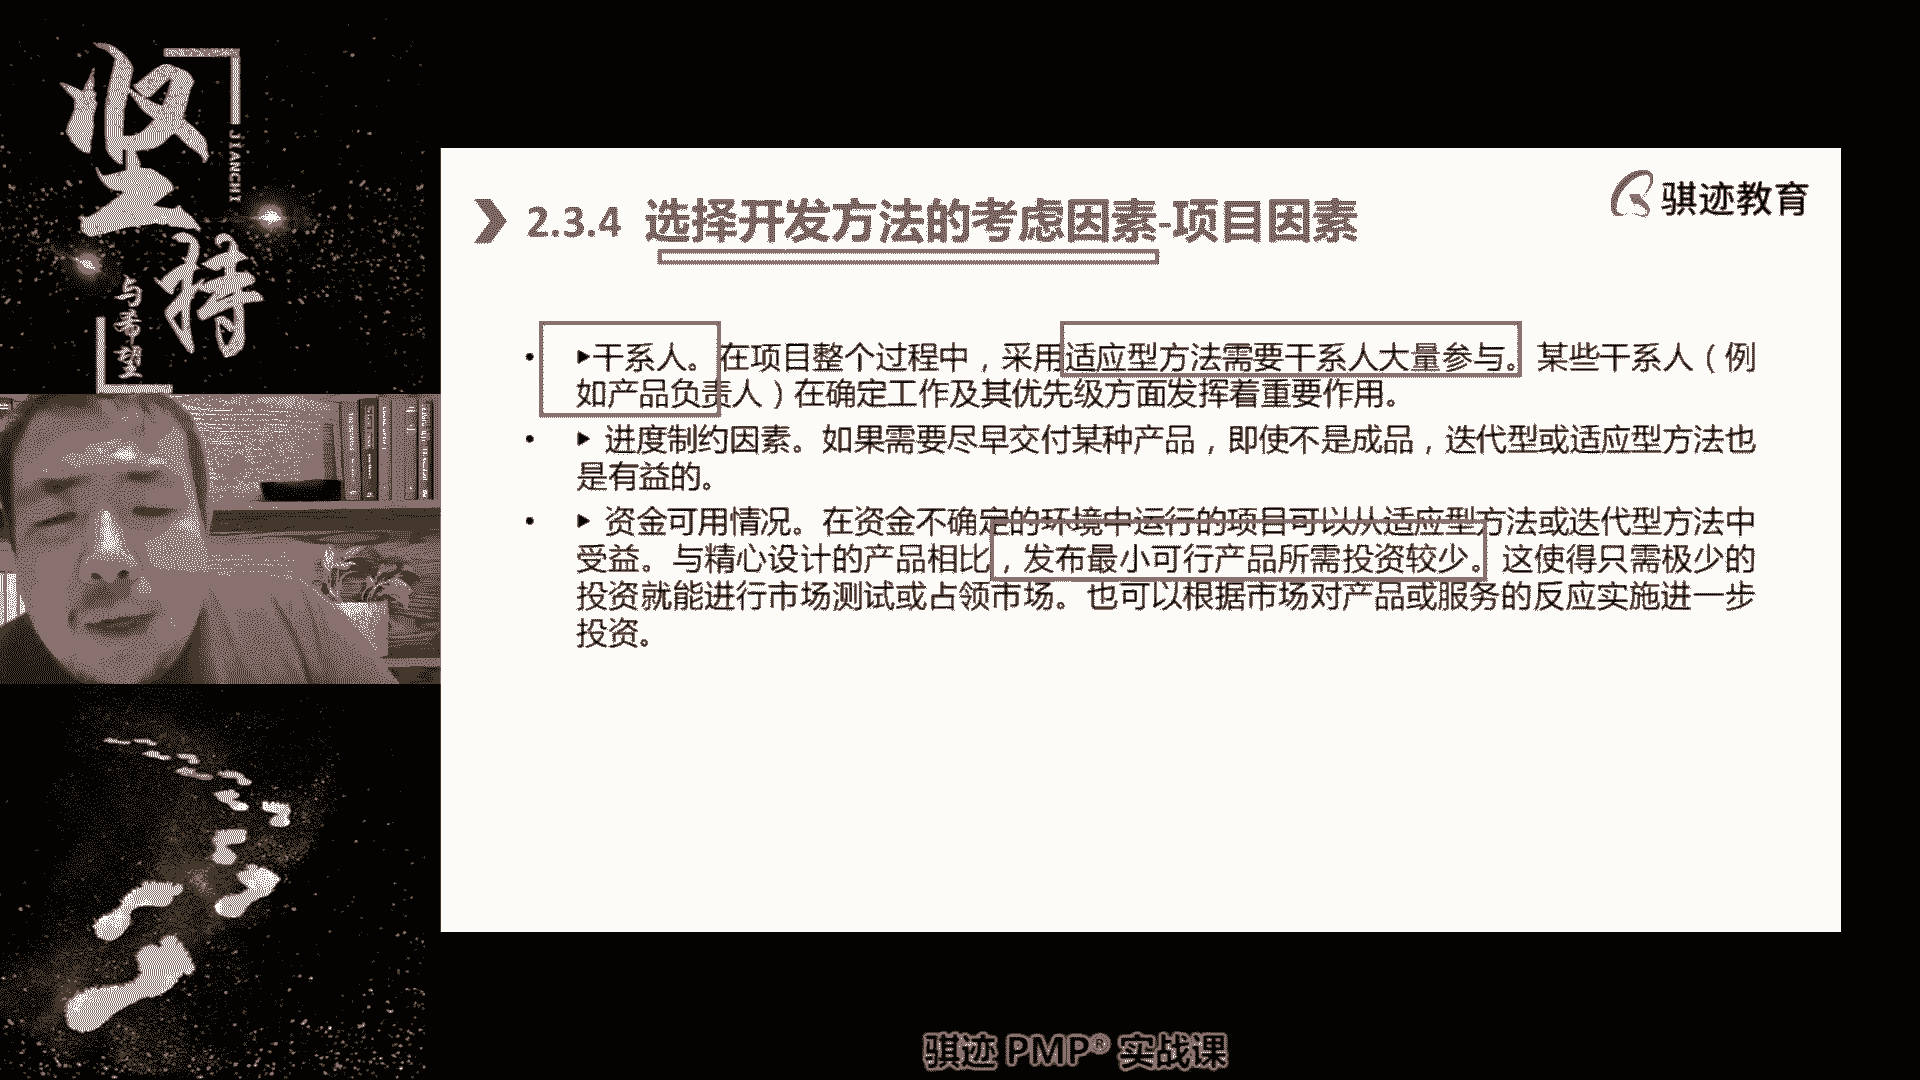 坚持
JIANCHI
与希望
骐迹教育
2.3.4 选择开发方法的考虑因素-项目因素
• ▶干系人。在项目整个过程中，采用适应型方法需要干系人大量参与。某些干系人（例
如产品负责人）在确定工作及其优先级方面发挥着重要作用。
• ▶ 进度制约因素。如果需要尽早交付某种产品，即使不是成品，迭代型或适应型方法也
是有益的。
• ▶ 资金可用情况。在资金不确定的环境中运行的项目可以从适应型方法或迭代型方法中
受益。与精心设计的产品相比，发布最小可行产品所需投资较少。这使得只需极少的
投资就能进行市场测试或占领市场。也可以根据市场对产品或服务的反应实施进一步
投资。
骐迹 PMP® 实战课